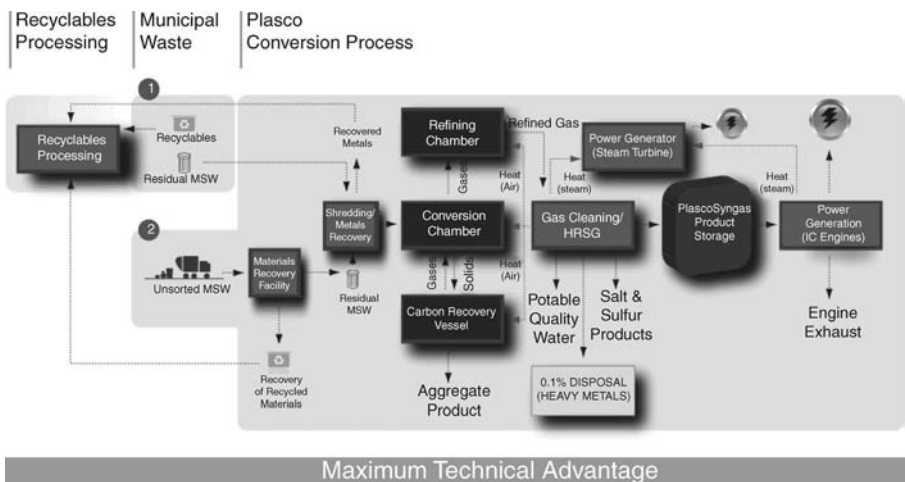 Recyclables
Processing
Municipal
Waste
Plasco
Conversion Process
1
Recyclables
Processing
Recyclables
Residual MSW
Recovered
Metals
Refining
Chamber
Refined Gas
Power Generator
(Steam Turbine)
Gases
Heat
(Air)
Heat
(steam)
Heat
(steam)
Shredding/
Metals
Recovery
Conversion
Chamber
Gas Cleaning/
HRSG
PlascoSyngas
Product
Storage
Power
Generation
(IC Engines)
2
Unsorted MSW
Materials
Recovery
Facility
Residual
MSW
Gases
Solids
Heat
(Air)
Carbon Recovery
Vessel
Potable
Quality
Water
Salt &
Sulfur
Products
Engine
Exhaust
Recovery
of Recycled
Materials
Aggregate
Product
0.1% DISPOSAL
(HEAVY METALS)
Maximum Technical Advantage